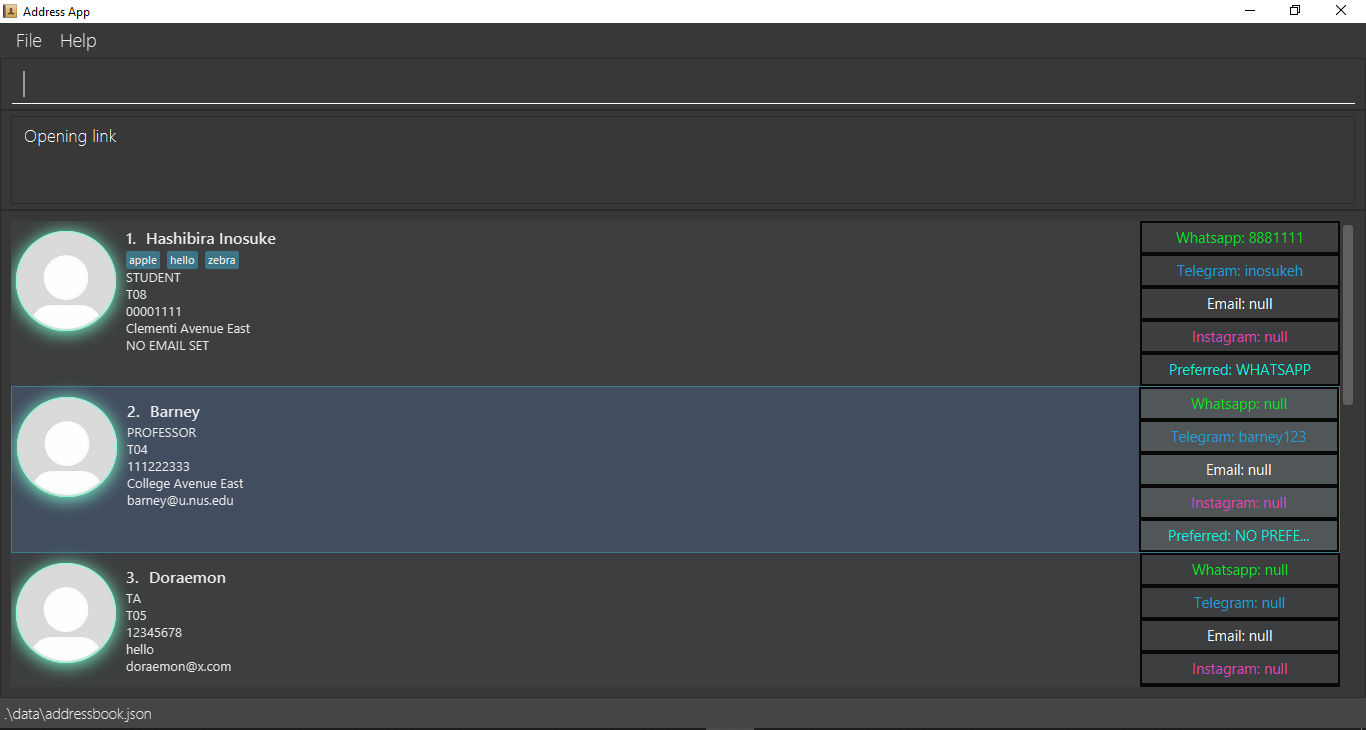 Address App
File Help
Opening link
1. Hashibira Inosuke
apple hello zebra
STUDENT
T08
00001111
Clementi Avenue East
NO EMAIL SET
Whatsapp: 8881111
Telegram: inosukeh
Email: null
Instagram: null
Preferred: WHATSAPP
2. Barney
PROFESSOR
T04
111222333
College Avenue East
barney@u.nus.edu
Whatsapp: null
Telegram: barney123
Email: null
Instagram: null
Preferred: NO PREFE...
3. Doraemon
TA
T05
12345678
hello
doraemon@x.com
Whatsapp: null
Telegram: null
Email: null
Instagram: null
.\data\addressbook.json